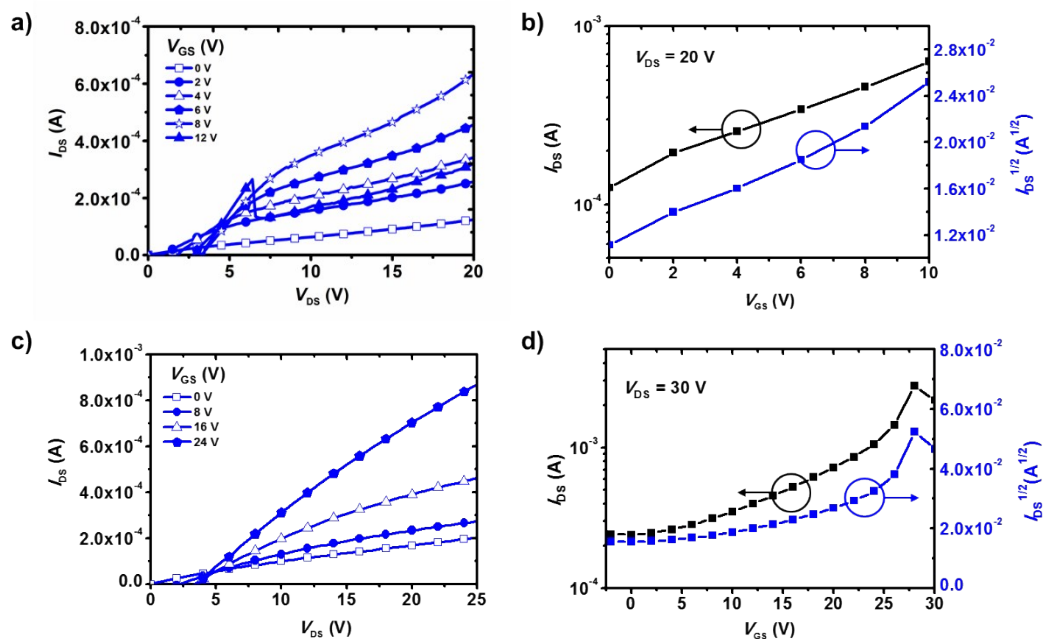 a)
8.0x10⁻⁴
6.0x10⁻⁴
4.0x10⁻⁴
2.0x10⁻⁴
0.0
I_DS (A)
V_GS (V)
0 V
2 V
4 V
6 V
8 V
12 V
0 5 10 15 20
V_DS (V)
b)
10⁻³
10⁻⁴
I_DS (A)
V_DS = 20 V
2.8x10⁻²
2.4x10⁻²
2.0x10⁻²
1.6x10⁻²
1.2x10⁻²
I_DS^1/2 (A^1/2)
0 2 4 6 8 10
V_GS (V)
c)
1.0x10⁻³
8.0x10⁻⁴
6.0x10⁻⁴
4.0x10⁻⁴
2.0x10⁻⁴
0.0
I_DS (A)
V_GS (V)
0 V
8 V
16 V
24 V
0 5 10 15 20 25
V_DS (V)
d)
10⁻³
10⁻⁴
I_DS (A)
V_DS = 30 V
8.0x10⁻²
6.0x10⁻²
4.0x10⁻²
2.0x10⁻²
0.0
I_DS^1/2 (A^1/2)
0 5 10 15 20 25 30
V_GS (V)